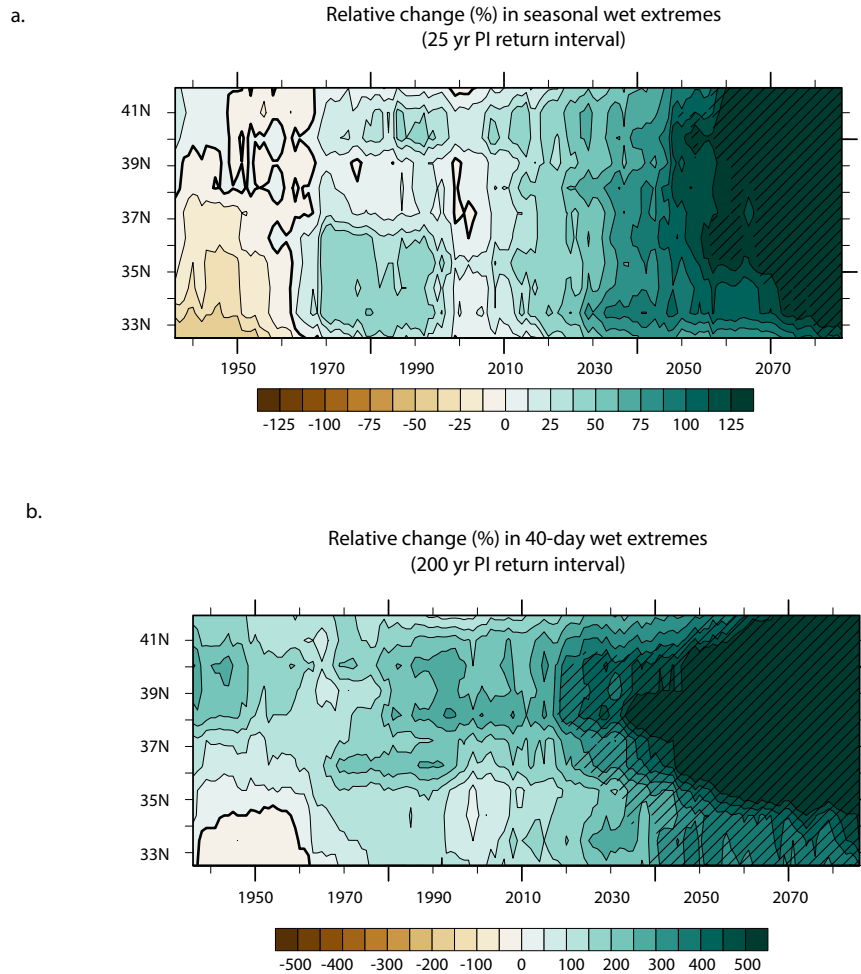 a.
Relative change (%) in seasonal wet extremes
(25 yr PI return interval)
41N
39N
37N
35N
33N
1950 1970 1990 2010 2030 2050 2070
-125 -100 -75 -50 -25 0 25 50 75 100 125
b.
Relative change (%) in 40-day wet extremes
(200 yr PI return interval)
41N
39N
37N
35N
33N
1950 1970 1990 2010 2030 2050 2070
-500 -400 -300 -200 -100 0 100 200 300 400 500